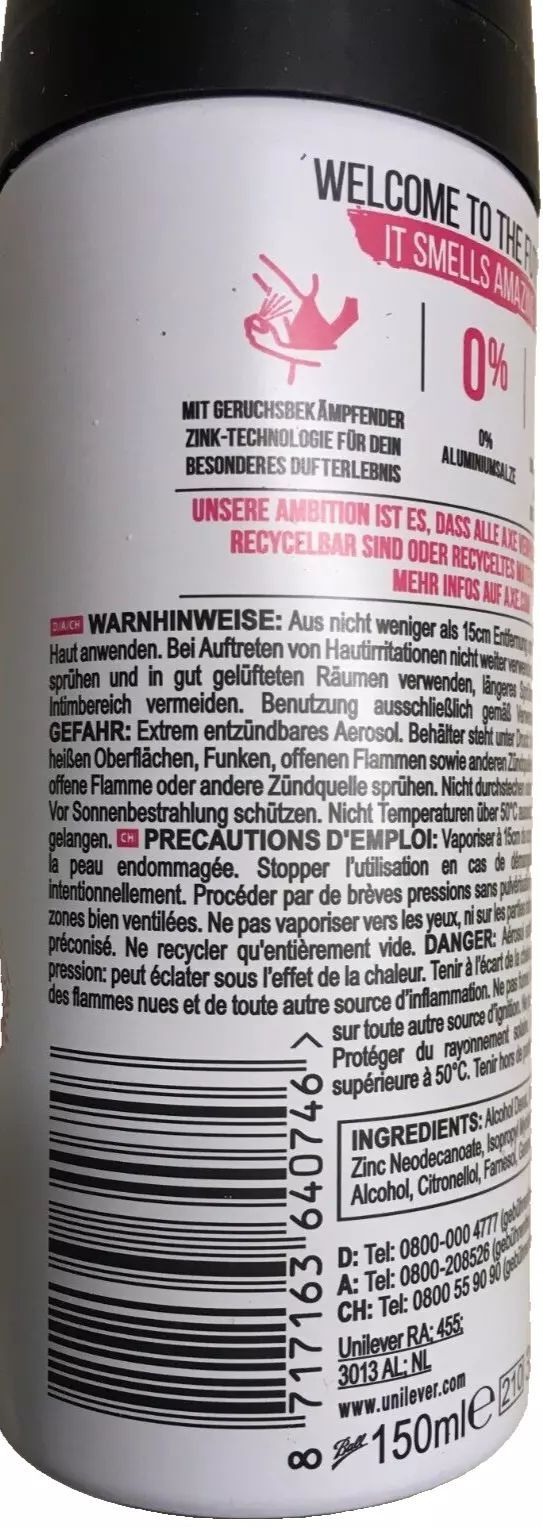 WELCOME TO THE
IT SMELLS
0%
MIT GERUCHSBEKÄMPFENDER
ZINK-TECHNOLOGIE FÜR DEIN
BESONDERES DUFTERLEBNIS
0%
ALUMINIUMSALZE
UNSERE AMBITION IST ES, DASS ALLE AXE
RECYCELBAR SIND ODER RECYCELTES
MEHR INFOS AUF AXE.
D/A/CH WARNHINWEISE: Aus nicht weniger als 15cm Entfernung
Haut anwenden. Bei Auftreten von Hautirritationen nicht weiter
sprühen und in gut gelüfteten Räumen verwenden, längeres
Intimbereich vermeiden. Benutzung ausschließlich gemäß
GEFAHR: Extrem entzündbares Aerosol. Behälter steht unter
heißen Oberflächen, Funken, offenen Flammen sowie anderen
offene Flamme oder andere Zündquelle sprühen. Nicht durchstechen
Vor Sonnenbestrahlung schützen. Nicht Temperaturen über 50°C
gelangen. CH PRÉCAUTIONS D'EMPLOI: Vaporiser à 15cm
la peau endommagée. Stopper l'utilisation en cas de
intentionnellement. Procéder par de brèves pressions sans
zones bien ventilées. Ne pas vaporiser vers les yeux, ni sur les
préconisé. Ne recycler qu'entièrement vide. DANGER:
pression: peut éclater sous l'effet de la chaleur. Tenir à l'écart de la
des flammes nues et de toute autre source d'inflammation. Ne pas
sur toute autre source d'ignition.
Protéger du rayonnement
supérieure à 50°C. Tenir hors de
INGREDIENTS: Alcohol
Zinc Neodecanoate, Isopropyl
Alcohol, Citronellol, Farnesol,
D: Tel: 0800-000 4777
A: Tel: 0800-208526
CH: Tel: 0800 55 90 90
Unilever RA; 455;
3013 AL; NL
www.unilever.com
8 717163 640746 >
Ball 150ml e